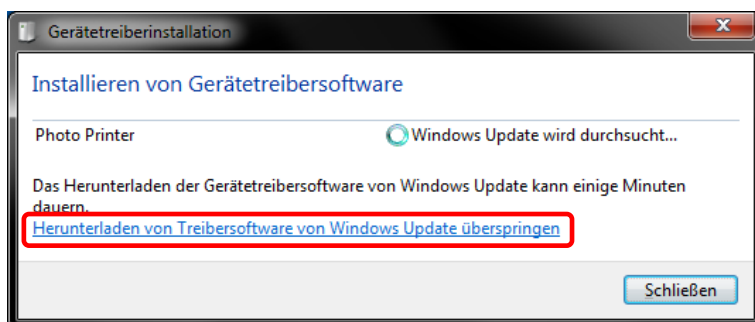 Gerätetreiberinstallation
Installieren von Gerätetreibersoftware
Photo Printer Windows Update wird durchsucht...
Das Herunterladen der Gerätetreibersoftware von Windows Update kann einige Minuten
dauern.
Herunterladen von Treibersoftware von Windows Update überspringen
Schließen